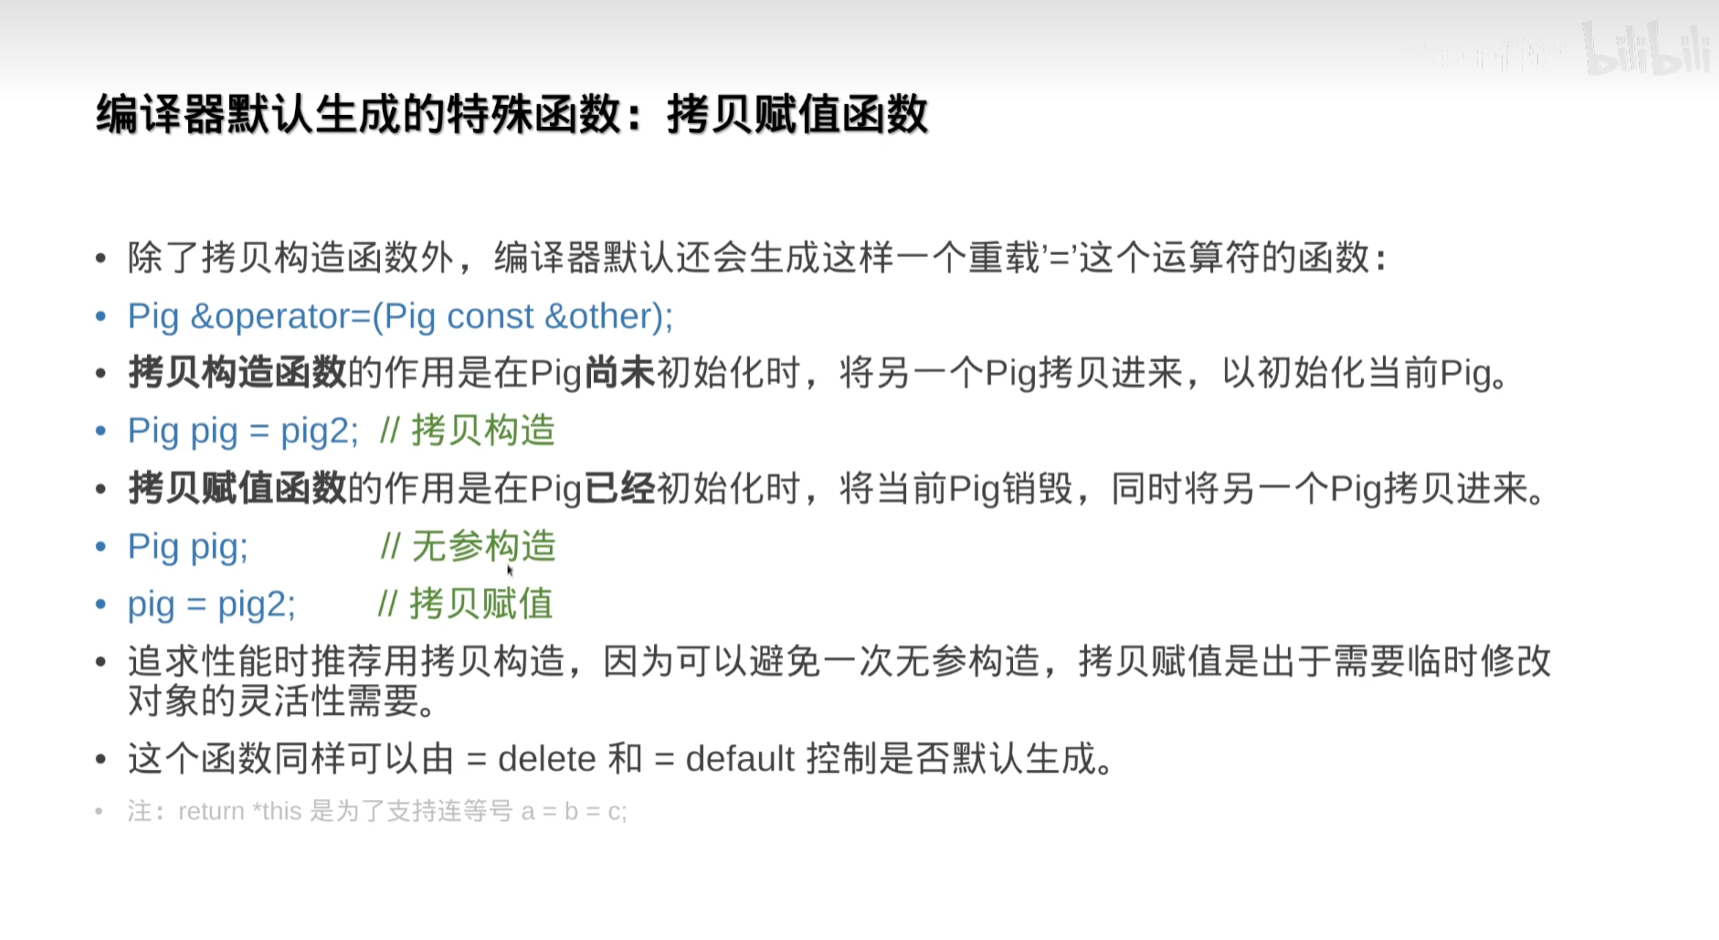 bilibili
编译器默认生成的特殊函数：拷贝赋值函数
• 除了拷贝构造函数外，编译器默认还会生成这样一个重载’=’这个运算符的函数：
• Pig &operator=(Pig const &other);
• 拷贝构造函数的作用是在Pig尚未初始化时，将另一个Pig拷贝进来，以初始化当前Pig。
• Pig pig = pig2; // 拷贝构造
• 拷贝赋值函数的作用是在Pig已经初始化时，将当前Pig销毁，同时将另一个Pig拷贝进来。
• Pig pig; // 无参构造
• pig = pig2; // 拷贝赋值
• 追求性能时推荐用拷贝构造，因为可以避免一次无参构造，拷贝赋值是出于需要临时修改
对象的灵活性需要。
• 这个函数同样可以由 = delete 和 = default 控制是否默认生成。
• 注：return *this 是为了支持连等号 a = b = c;